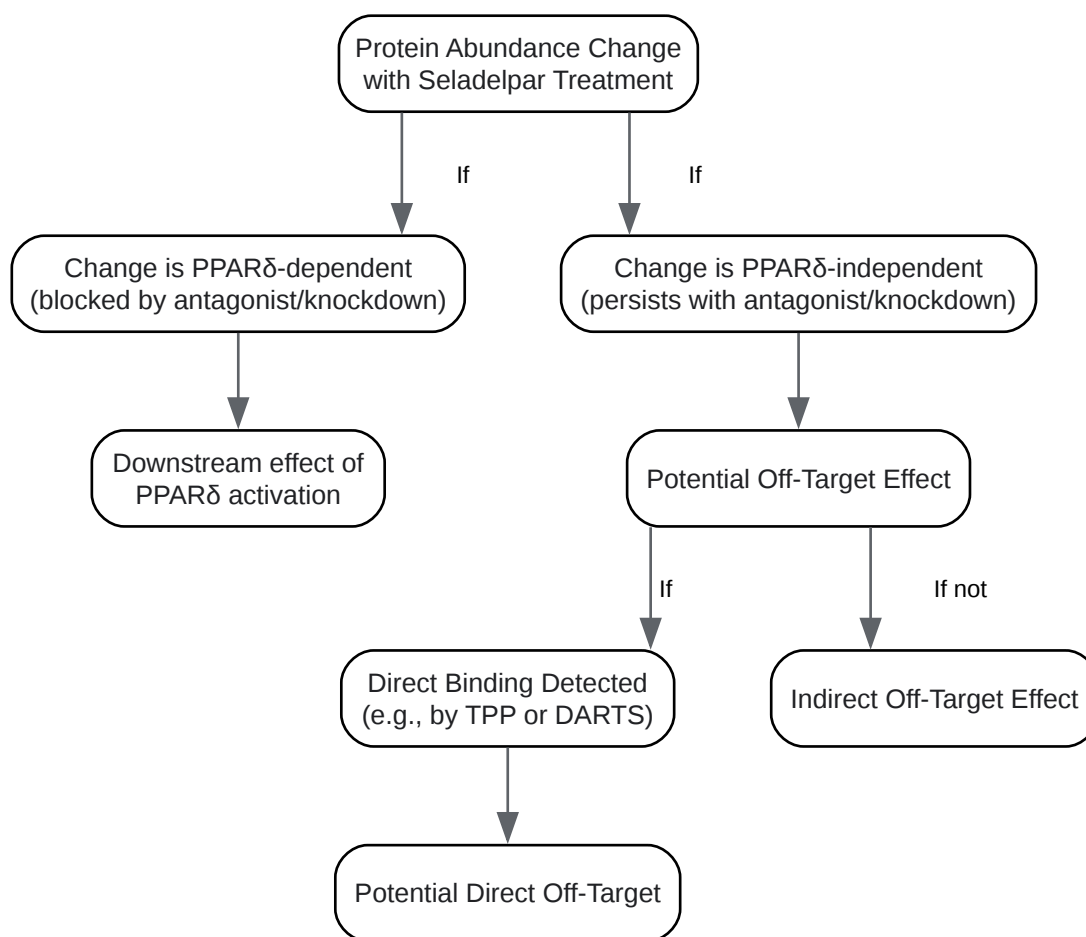 Protein Abundance Change
with Seladelpar Treatment
If
If
Change is PPARδ-dependent
(blocked by antagonist/knockdown)
Change is PPARδ-independent
(persists with antagonist/knockdown)
Downstream effect of
PPARδ activation
Potential Off-Target Effect
If
If not
Direct Binding Detected
(e.g., by TPP or DARTS)
Indirect Off-Target Effect
Potential Direct Off-Target